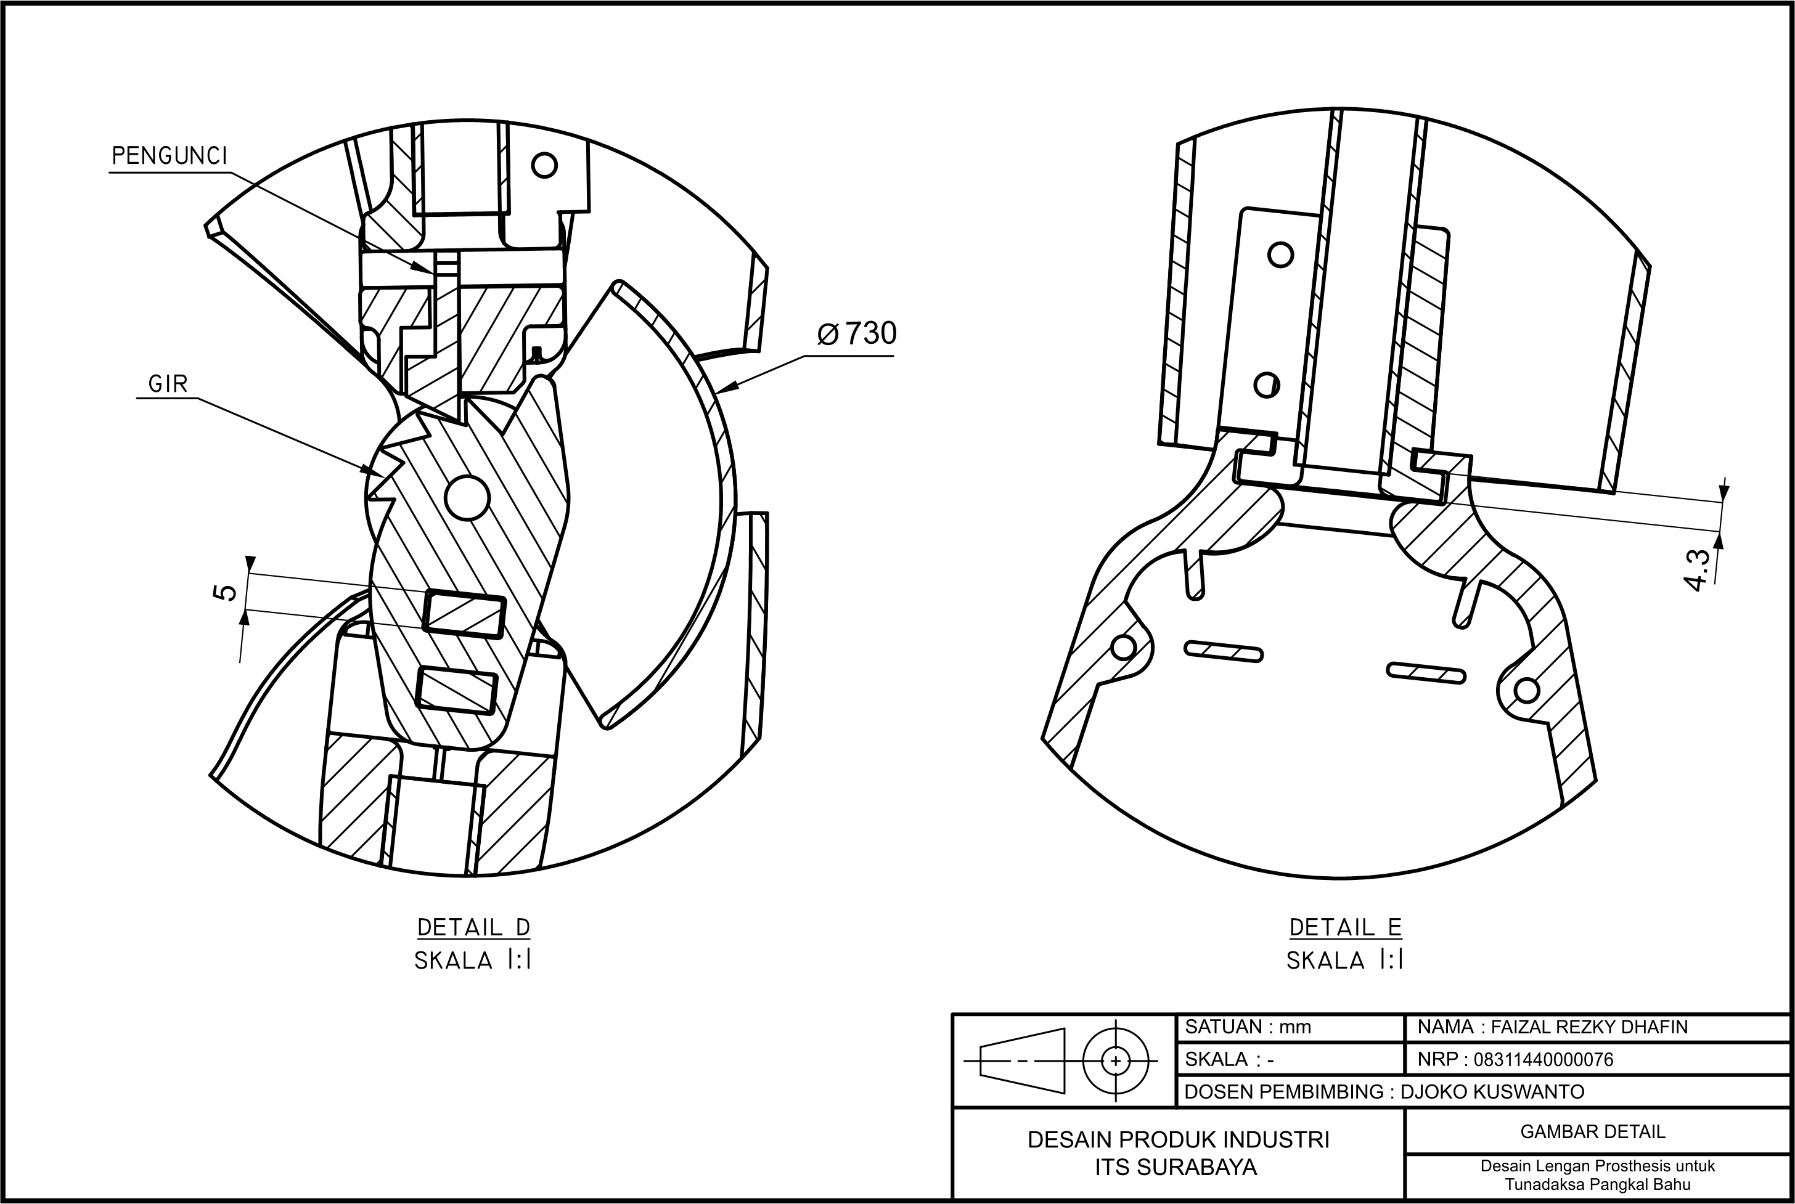 PENGUNCI
Ø730
GIR
5
4.3
DETAIL D
SKALA 1:1
DETAIL E
SKALA 1:1
SATUAN : mm
NAMA : FAIZAL REZKY DHAFIN
SKALA : -
NRP : 08311440000076
DOSEN PEMBIMBING : DJOKO KUSWANTO
DESAIN PRODUK INDUSTRI
ITS SURABAYA
GAMBAR DETAIL
Desain Lengan Prosthesis untuk
Tunadaksa Pangkal Bahu